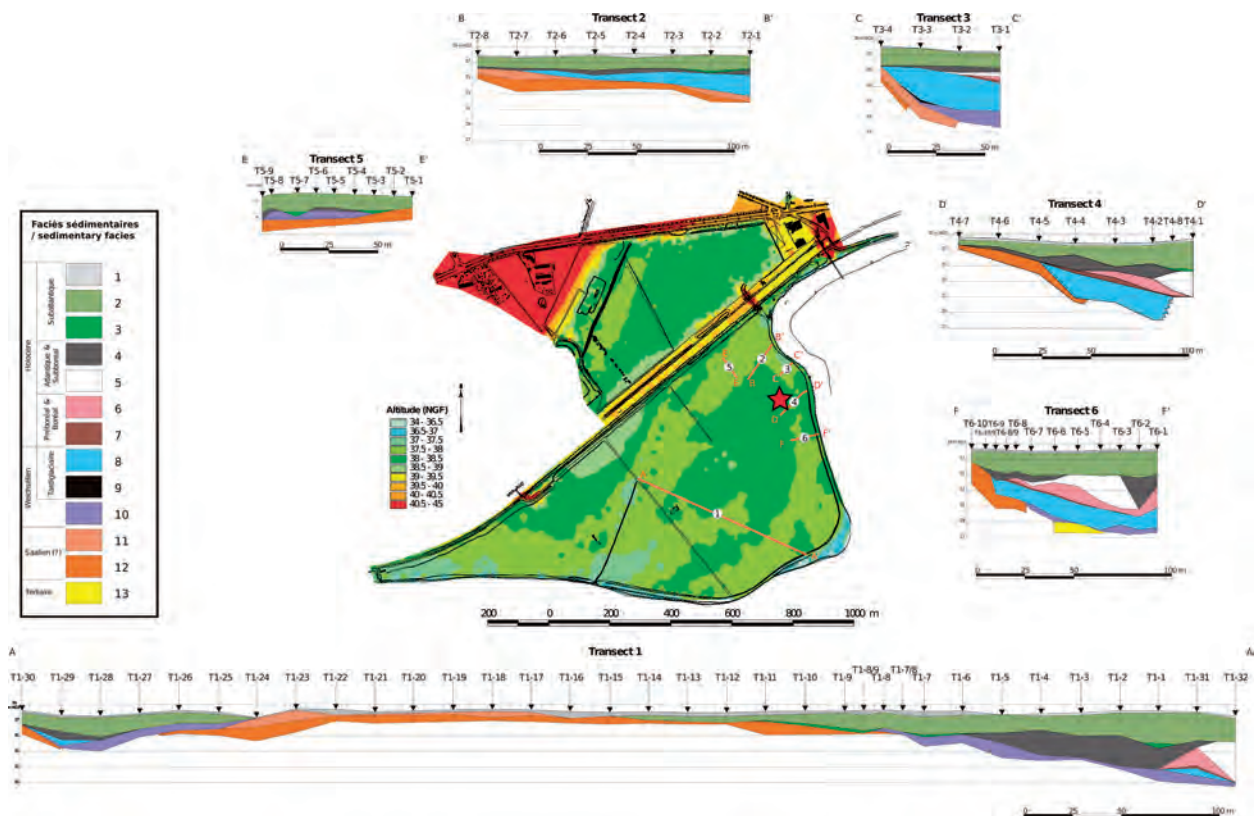 B Transect 2 B'
T2-8 T2-7 T2-6 T2-5 T2-4 T2-3 T2-2 T2-1
0 25 50 100 m
C Transect 3 C'
T3-4 T3-3 T3-2 T3-1
0 25 50 m
E Transect 5 E'
T5-9 T5-8 T5-7 T5-6 T5-5 T5-4 T5-3 T5-2 T5-1
0 25 50 m
D Transect 4 D'
T4-7 T4-6 T4-5 T4-4 T4-3 T4-2 T4-8 T4-1
0 25 50 100 m
F Transect 6 F'
T6-10 T6-9 T6-8 T6-8/9 T6-7 T6-6 T6-5 T6-4 T6-3 T6-2 T6-1
0 25 50 100 m
Faciès sédimentaires
/ sedimentary facies
Holocène
Subatlantique
Atlantique &
Subboréal
Préboréal &
Boréal
Weichselien
Tardiglaciaire
Saalien (?)
Tertiaire
1
2
3
4
5
6
7
8
9
10
11
12
13
Altitude (NGF)
34 - 36.5
36.5-37
37 - 37.5
37.5 - 38
38 - 38.5
38.5 - 39
39 - 39.5
39.5 - 40
40 - 40.5
40.5 - 45
B'
C'
5 2 3
B C
D'
4
D
F 6 F'
1
200 0 200 400 600 800 1000 m
A Transect 1
T1-30 T1-29 T1-28 T1-27 T1-26 T1-25 T1-24 T1-23 T1-22 T1-21 T1-20 T1-19 T1-18 T1-17 T1-16 T1-15 T1-14 T1-13 T1-12 T1-11 T1-10 T1-9 T1-8/9 T1-8 T1-7/8 T1-7 T1-6 T1-5 T1-4 T1-3 T1-2 T1-1 T1-31 T1-32
0 25 50 100 m